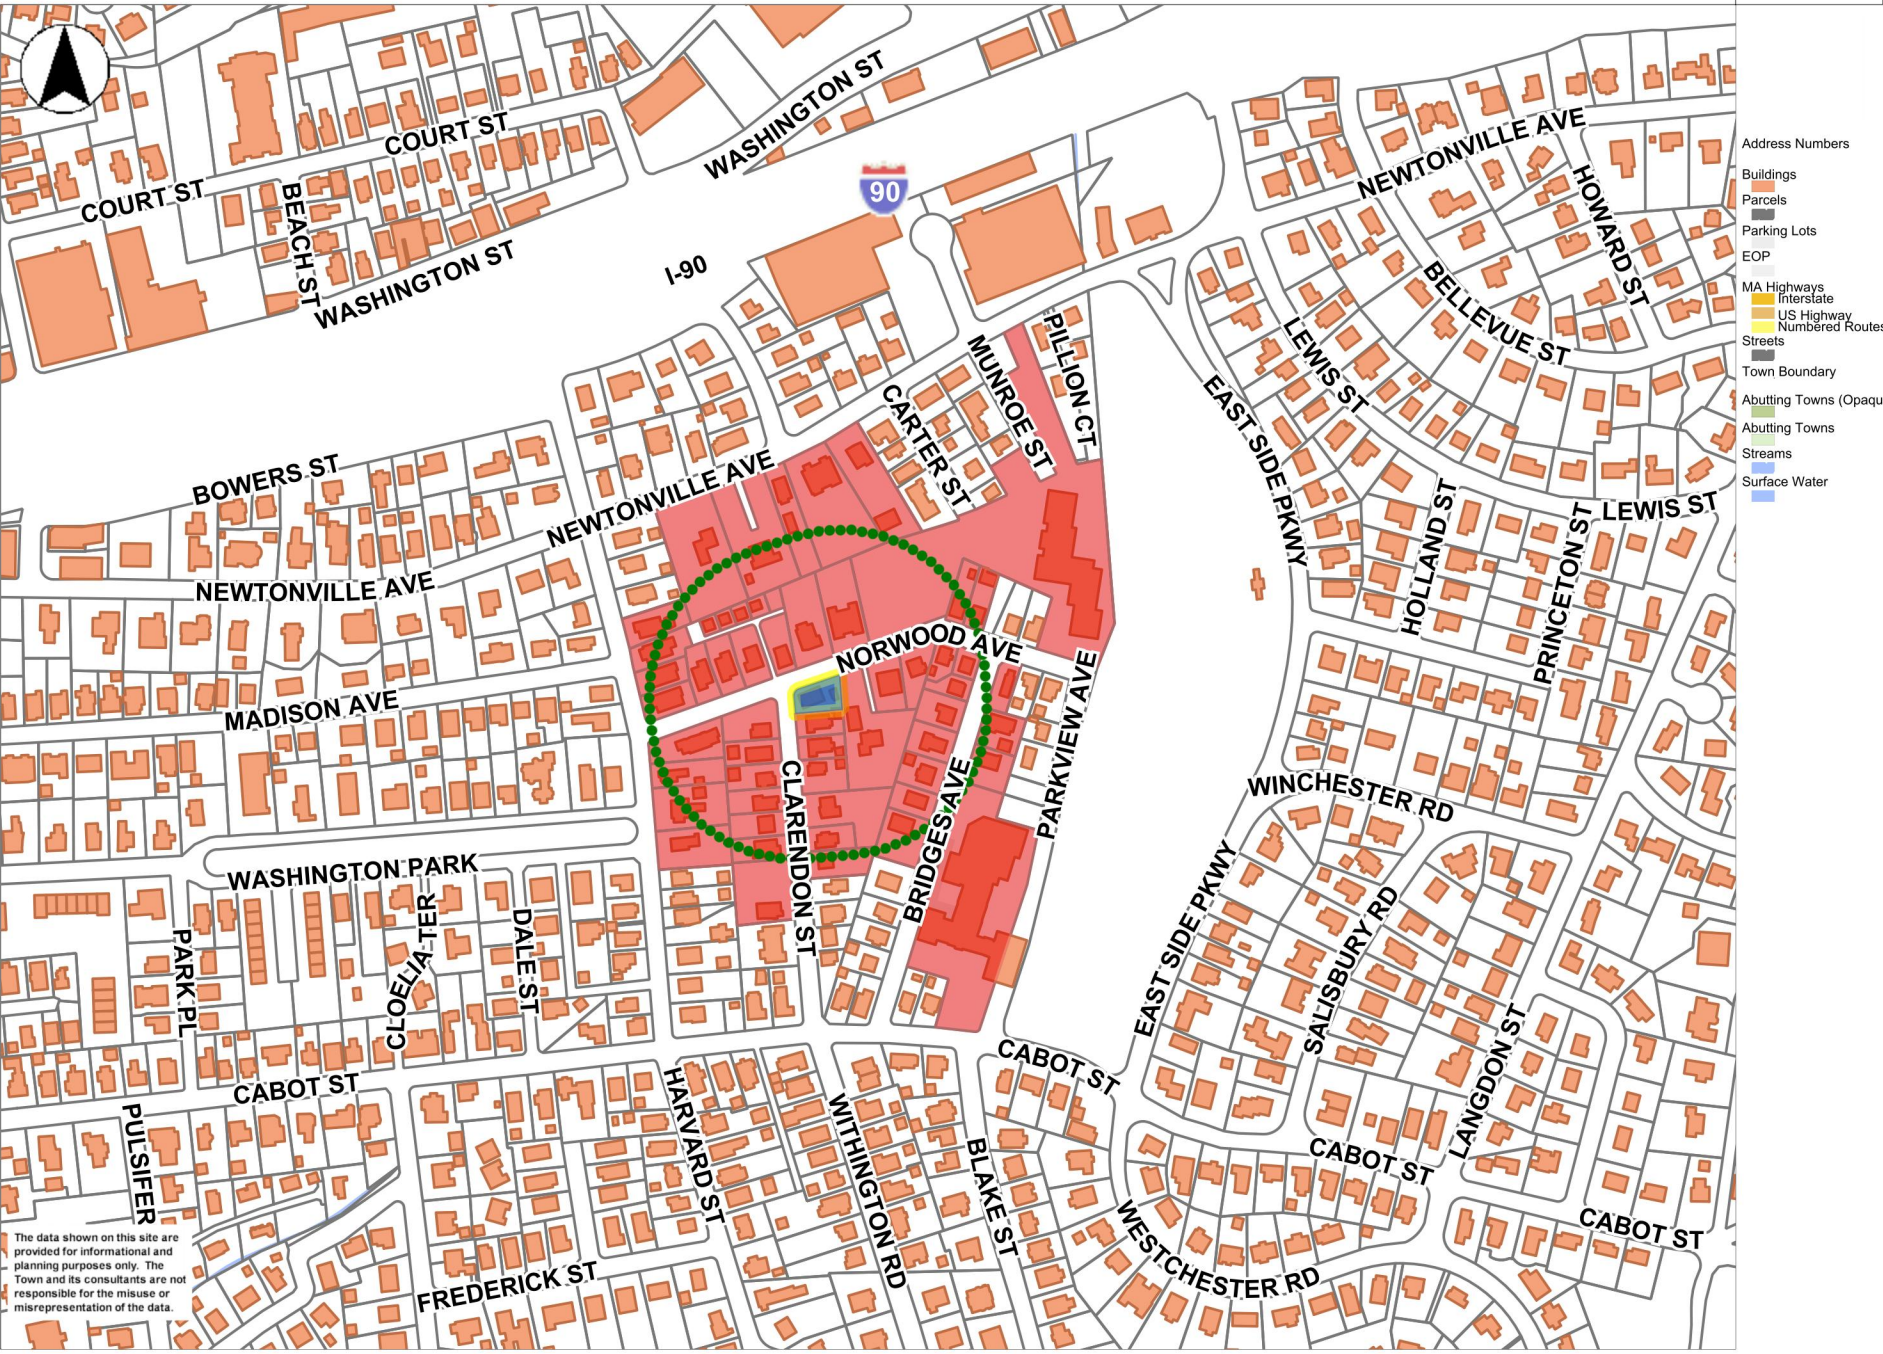 WASHINGTON ST
COURT ST
COURT ST
BEACH ST
WASHINGTON ST
90
I-90
NEWTONVILLE AVE
HOWARD ST
BELLEVUE ST
LEWIS ST
EAST SIDE PKWY
PILLION CT
MUNROE ST
CARTER ST
BOWERS ST
NEWTONVILLE AVE
NEWTONVILLE AVE
LEWIS ST
HOLLAND ST
PRINCETON ST
NORWOOD AVE
MADISON AVE
PARKVIEW AVE
CLARENDON ST
BRIDGES AVE
WINCHESTER RD
WASHINGTON PARK
PARK PL
CLOELIA TER
DALE ST
EAST SIDE PKWY
SALISBURY RD
LANGDON ST
CABOT ST
CABOT ST
HARVARD ST
WITHINGTON RD
BLAKE ST
PULSIFER
CABOT ST
CABOT ST
WESTCHESTER RD
FREDERICK ST
The data shown on this site are
provided for informational and
planning purposes only. The
Town and its consultants are not
responsible for the misuse or
misrepresentation of the data.
Address Numbers
Buildings
Parcels
Parking Lots
EOP
MA Highways
Interstate
US Highway
Numbered Routes
Streets
Town Boundary
Abutting Towns (Opaqu
Abutting Towns
Streams
Surface Water